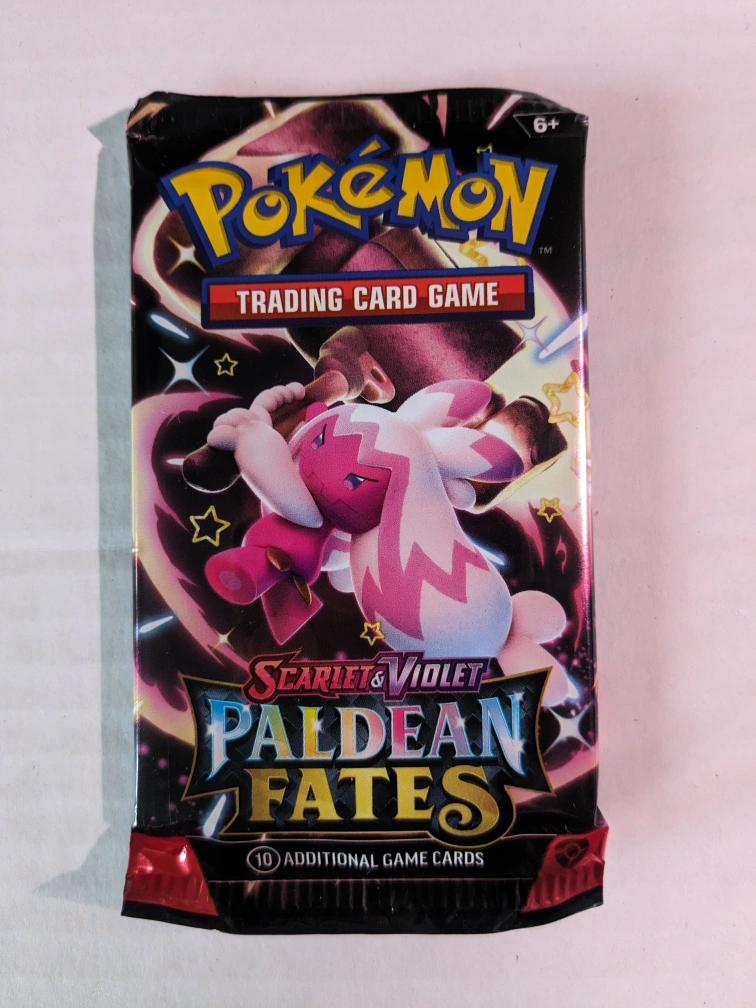 6+
POKéMON
TM
TRADING CARD GAME
SCARLET & VIOLET
PALDEAN
FATES
10 ADDITIONAL GAME CARDS